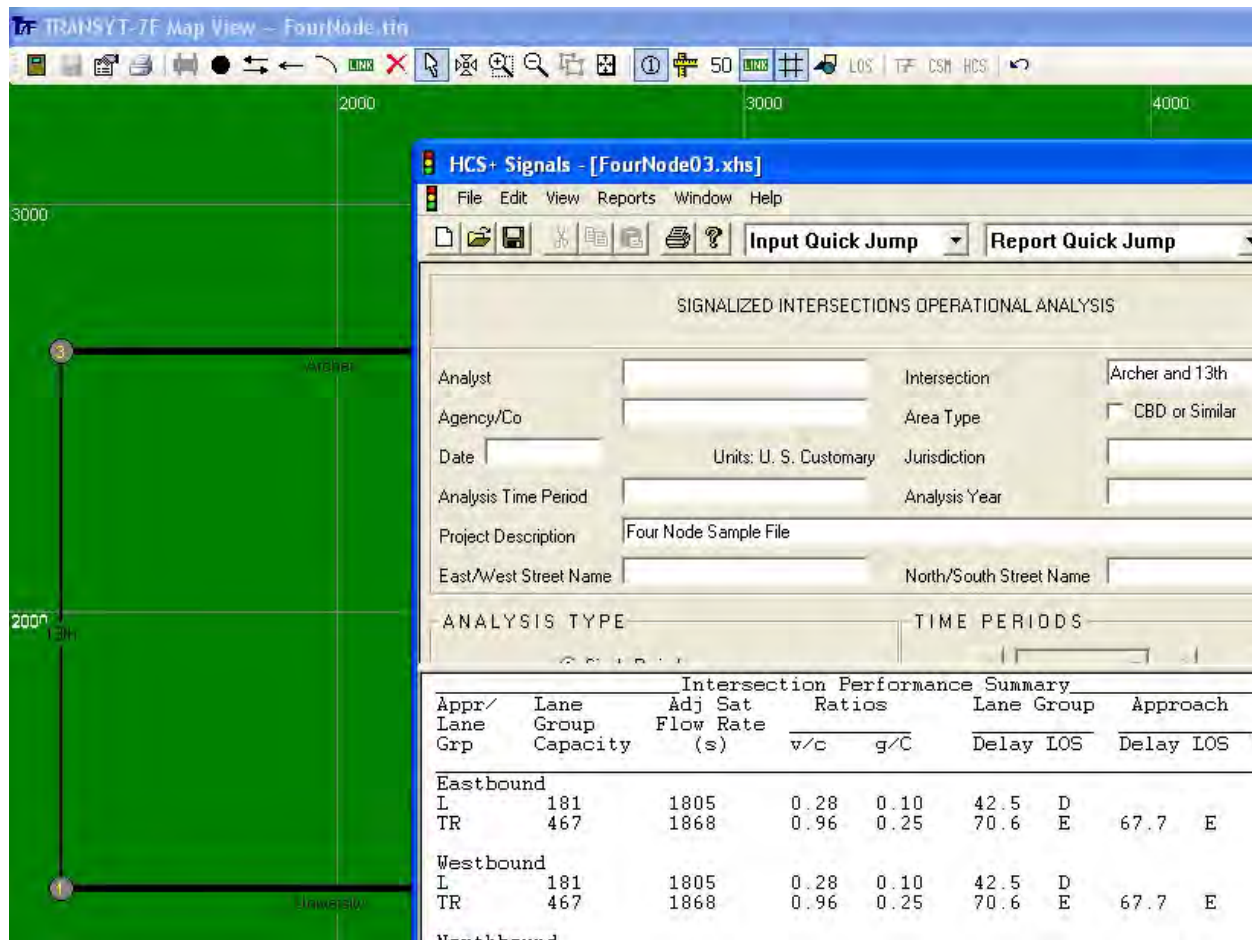 TRANSYT-7F Map View - FourNode.tin
50 LINK LOS T7F CSM HCS
2000 3000 4000
3000
2000
3
Archer
13th
1
University
HCS+ Signals - [FourNode03.xhs]
File Edit View Reports Window Help
Input Quick Jump Report Quick Jump
SIGNALIZED INTERSECTIONS OPERATIONAL ANALYSIS
Analyst Intersection Archer and 13th
Agency/Co Area Type CBD or Similar
Date Units: U. S. Customary Jurisdiction
Analysis Time Period Analysis Year
Project Description Four Node Sample File
East/West Street Name North/South Street Name
ANALYSIS TYPE TIME PERIODS
Intersection Performance Summary
Appr/ Lane Adj Sat Ratios Lane Group Approach
Lane Group Flow Rate
Grp Capacity (s) v/c g/C Delay LOS Delay LOS
Eastbound
L 181 1805 0.28 0.10 42.5 D
TR 467 1868 0.96 0.25 70.6 E 67.7 E
Westbound
L 181 1805 0.28 0.10 42.5 D
TR 467 1868 0.96 0.25 70.6 E 67.7 E